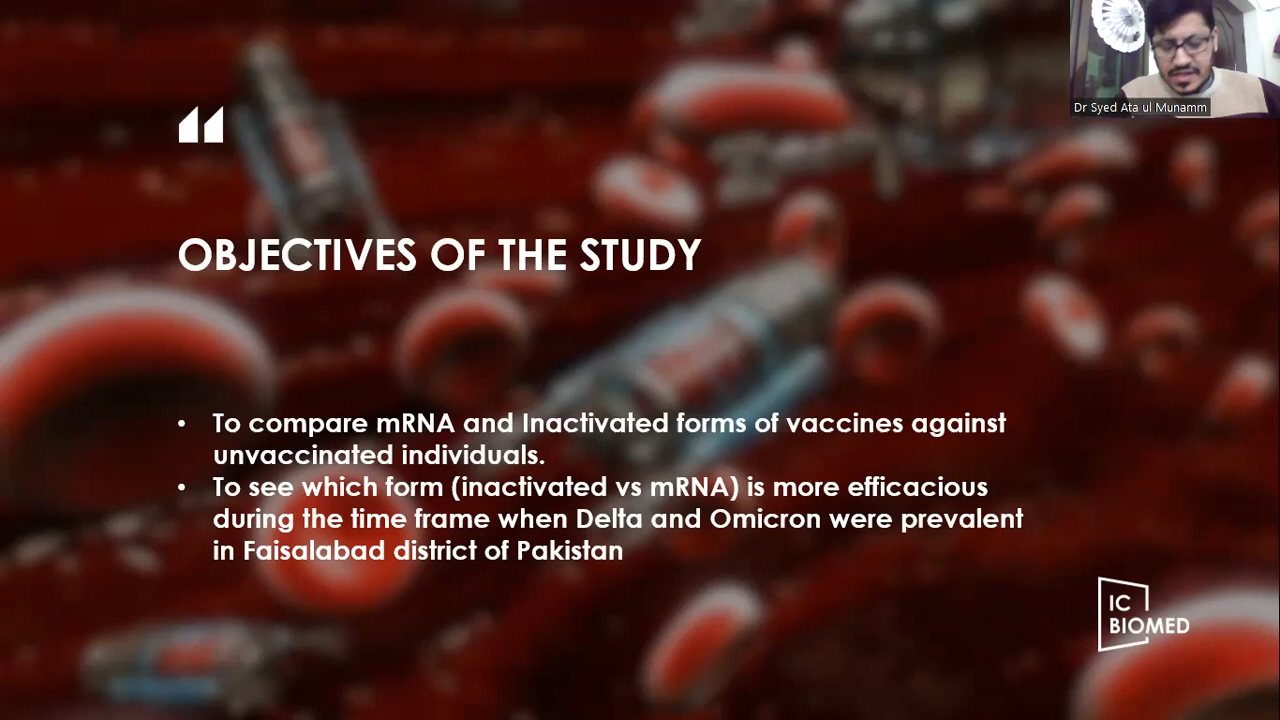 Dr Syed Ata ul Munamm
OBJECTIVES OF THE STUDY
• To compare mRNA and Inactivated forms of vaccines against
unvaccinated individuals.
• To see which form (inactivated vs mRNA) is more efficacious
during the time frame when Delta and Omicron were prevalent
in Faisalabad district of Pakistan
IC
BIOMED